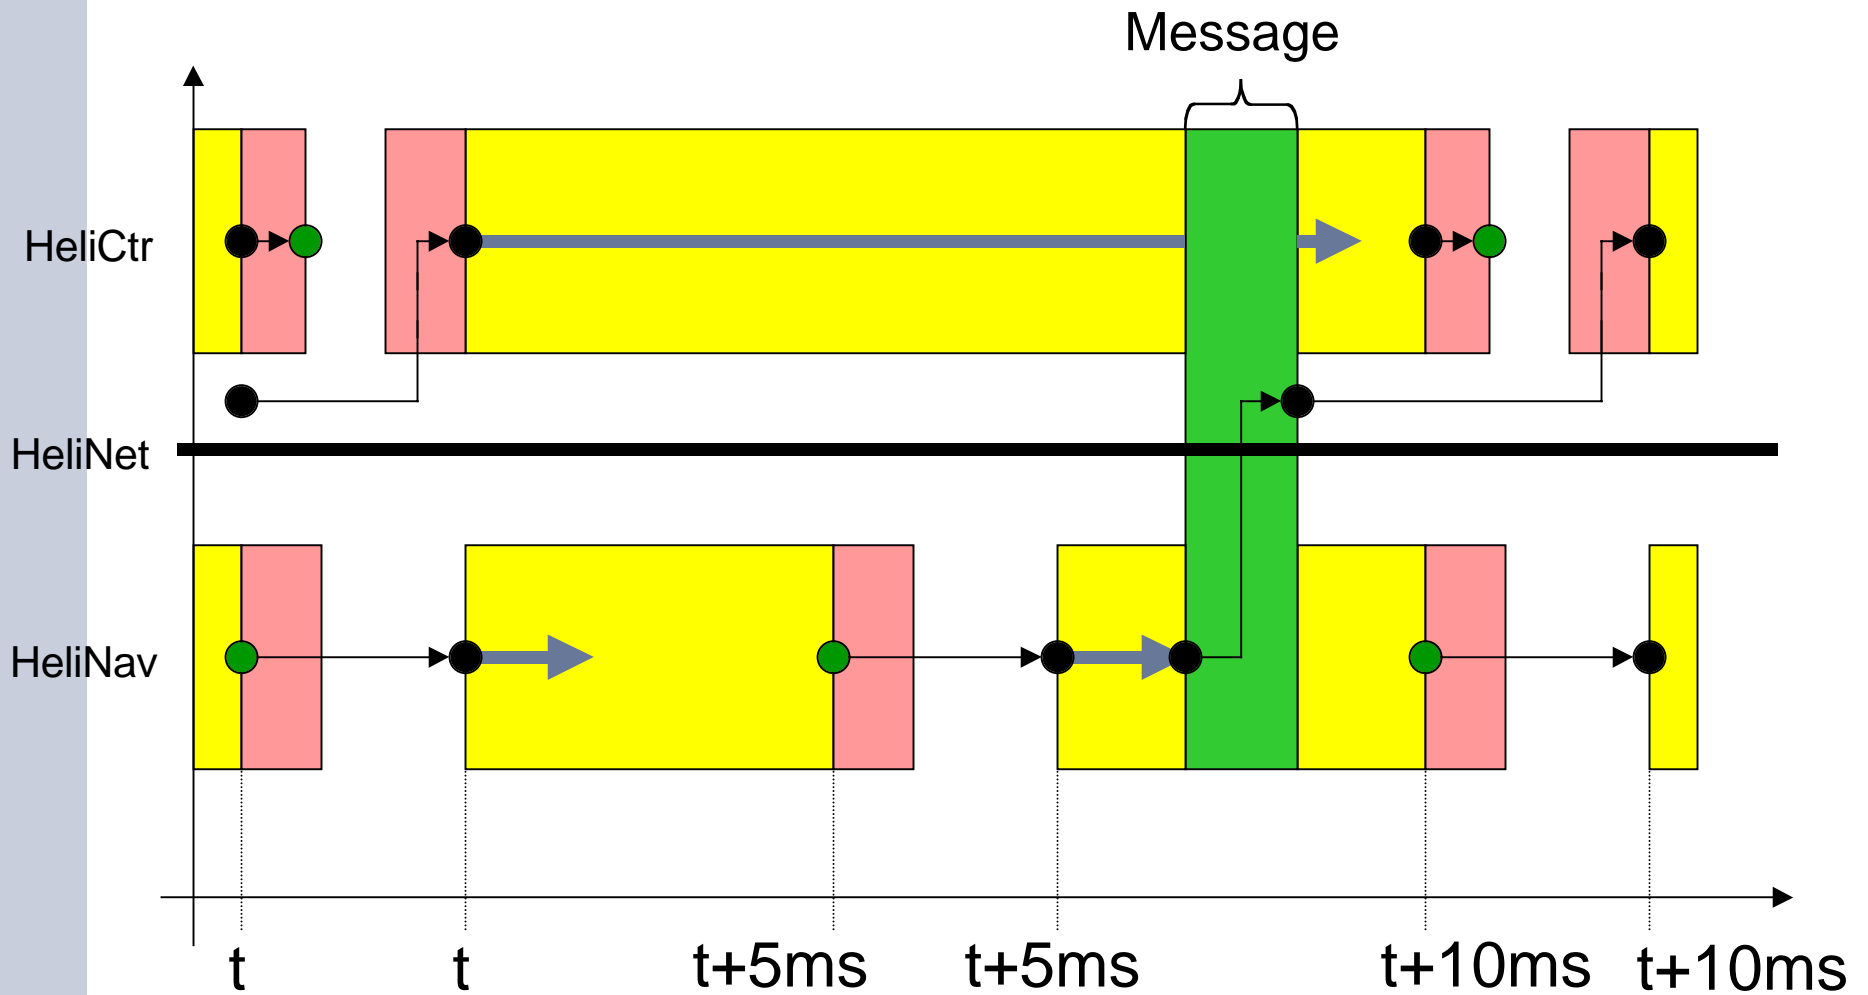 Message
HeliCtr
HeliNet
HeliNav
t t t+5ms t+5ms t+10ms t+10ms